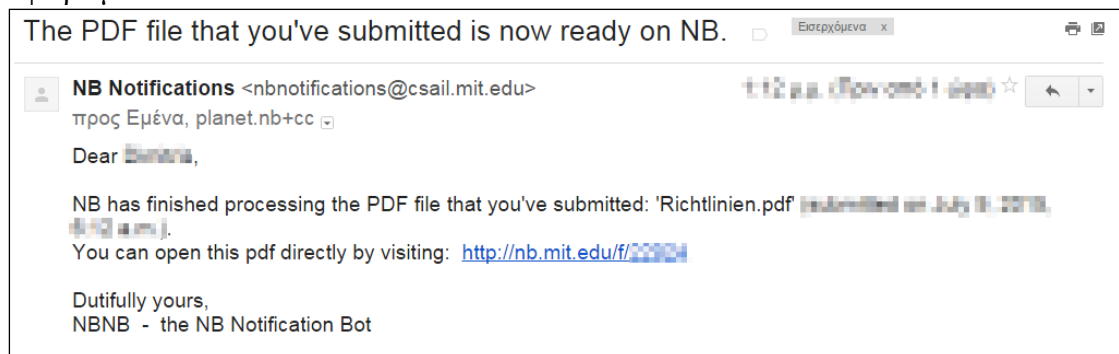 The PDF file that you've submitted is now ready on NB. Εισερχόμενα x
NB Notifications <nbnotifications@csail.mit.edu>
προς Εμένα, planet.nb+cc
Dear
NB has finished processing the PDF file that you've submitted: 'Richtlinien.pdf'
You can open this pdf directly by visiting: http://nb.mit.edu/f/
Dutifully yours,
NBNB - the NB Notification Bot